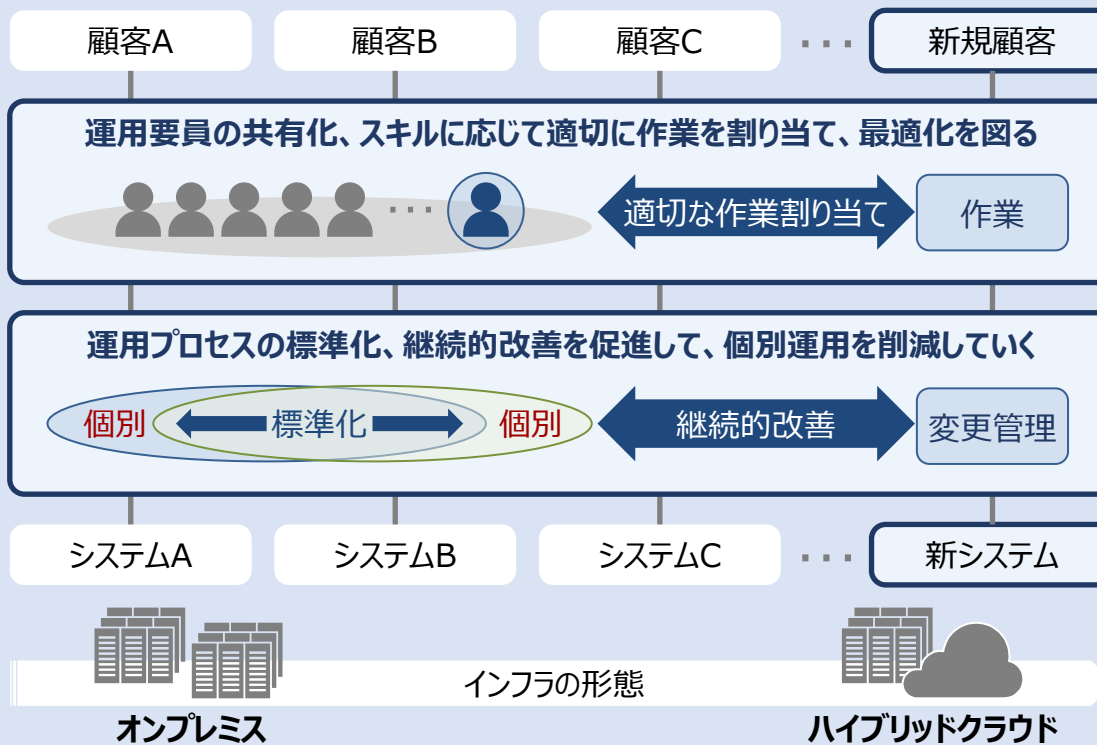 顧客A
顧客B
顧客C
・・・
新規顧客
運用要員の共有化、スキルに応じて適切に作業を割り当て、最適化を図る
・・・
適切な作業割り当て
作業
運用プロセスの標準化、継続的改善を促進して、個別運用を削減していく
個別
標準化
個別
継続的改善
変更管理
システムA
システムB
システムC
・・・
新システム
インフラの形態
オンプレミス
ハイブリッドクラウド